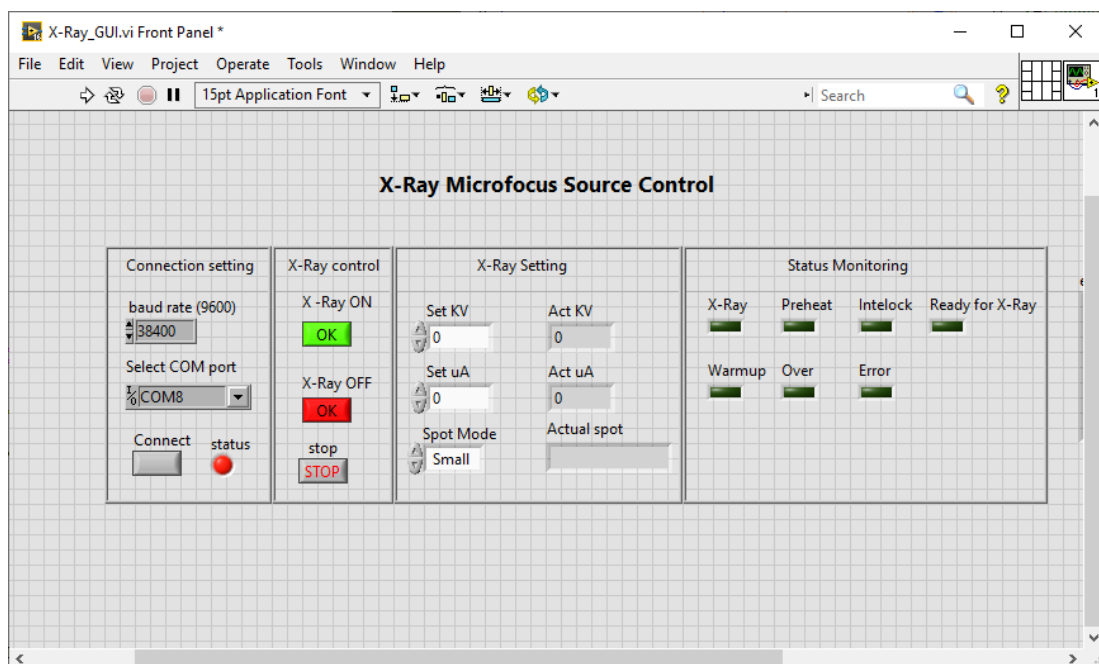 X-Ray_GUI.vi Front Panel *
File Edit View Project Operate Tools Window Help
15pt Application Font Search
1
X-Ray Microfocus Source Control
Connection setting
baud rate (9600)
38400
Select COM port
COM8
Connect status
X-Ray control
X -Ray ON
OK
X-Ray OFF
OK
stop
STOP
X-Ray Setting
Set KV Act KV
0 0
Set uA Act uA
0 0
Spot Mode Actual spot
Small
Status Monitoring
X-Ray Preheat Intelock Ready for X-Ray
Warmup Over Error